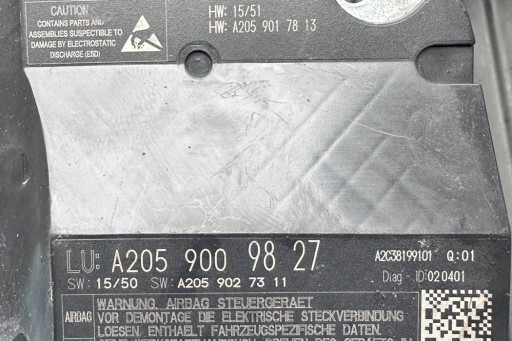 CAUTION
CONTAINS PARTS AND
ASSEMBLIES SUSCEPTIBLE TO
DAMAGE BY ELECTROSTATIC
DISCHARGE (ESD)
HW: 15/51
HW: A205 901 78 13
LU: A205 900 98 27
A2C38199101 Q:01
SW: 15/50 SW: A205 902 73 11
Diag - ID:020401
AIRBAG
WARNUNG. AIRBAG STEUERGERAET
VOR DEMONTAGE DIE ELEKTRISCHE STECKVERBINDUNG
LOESEN. ENTHAELT FAHRZEUGSPEZIFISCHE DATEN.